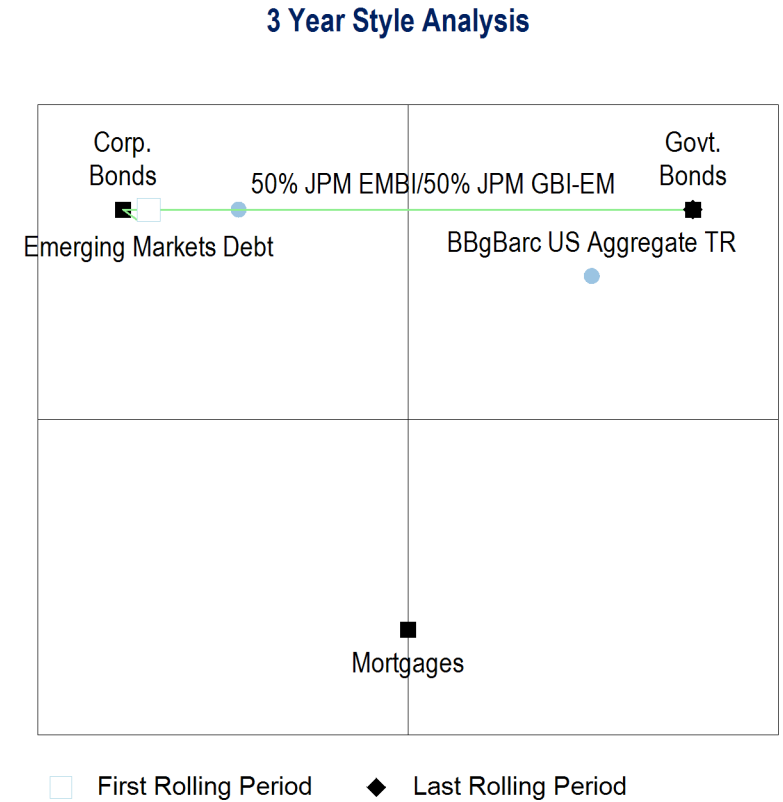 3 Year Style Analysis
Corp.
Bonds
Govt.
Bonds
50% JPM EMBI/50% JPM GBI-EM
Emerging Markets Debt
BBgBarc US Aggregate TR
Mortgages
First Rolling Period
Last Rolling Period